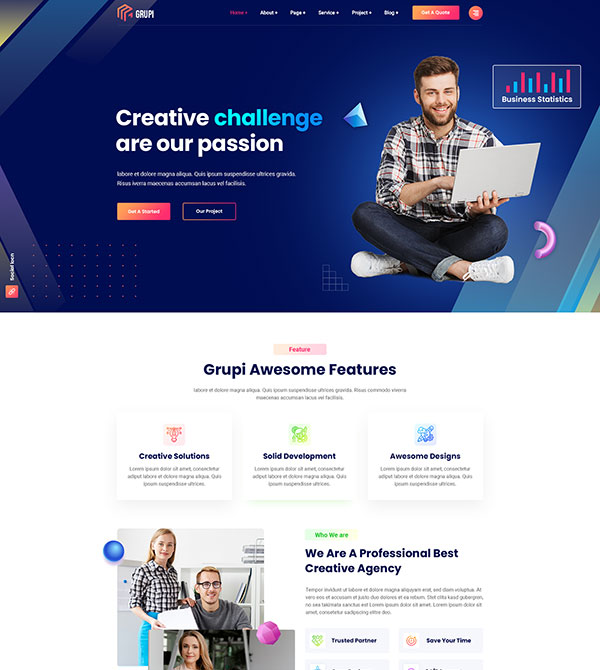 GRUPI
Home + About + Page + Service + Project + Blog + Get A Quote
Business Statistics
Creative challenge
are our passion
labore et dolore magna aliqua. Quis ipsum suspendisse ultrices gravida.
Risus iverra maecenas accumsan lacus vel facilisis.
Get A Started Our Project
Social icon
Feature
Grupi Awesome Features
labore et dolore magna aliqua. Quis ipsum suspendisse ultrices gravida. Risus commodo viverra
maecenas accumsan lacus vel facilisis.
Creative Solutions
Lorem ipsum dolor sit amet, consectetur
adipat labore et dolore magna aliqua. Quis
ipsum suspendisse ultrices.
Solid Development
Lorem ipsum dolor sit amet, consectetur
adipat labore et dolore magna aliqua. Quis
ipsum suspendisse ultrices.
Awesome Designs
Lorem ipsum dolor sit amet, consectetur
adipat labore et dolore magna aliqua. Quis
ipsum suspendisse ultrices.
Who We are
We Are A Professional Best
Creative Agency
Tempor incididunt ut labore et dolore magna aliquyam erat, sed diam voluptua. At
vero eos et accusam et justo duo dolores et ea rebum. Stet clita kasd gubergren,
no sea takimata sanctus est Lorem ipsum dolor sit amet. Lorem ipsum dolor sit
amet, consetetur sadipscing elitr.
Trusted Partner Save Your Time